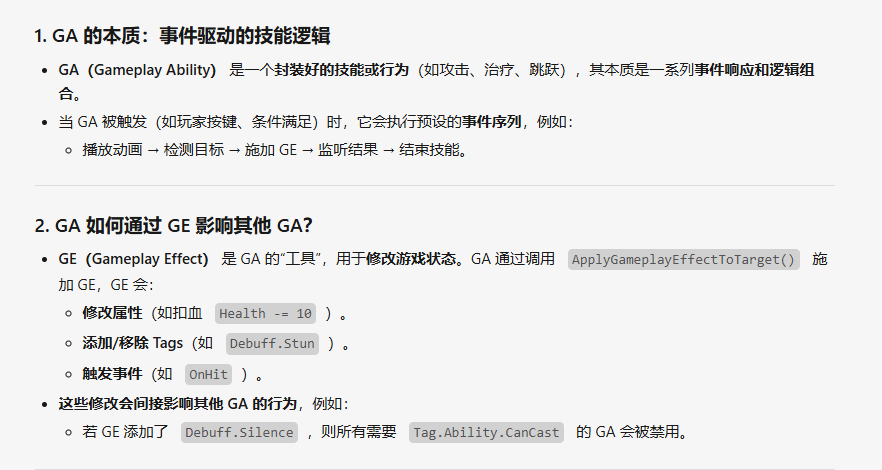 1. GA 的本质：事件驱动的技能逻辑
GA（Gameplay Ability） 是一个封装好的技能或行为（如攻击、治疗、跳跃），其本质是一系列事件响应和逻辑组
合。
当 GA 被触发（如玩家按键、条件满足）时，它会执行预设的事件序列，例如：
播放动画 → 检测目标 → 施加 GE → 监听结果 → 结束技能。
2. GA 如何通过 GE 影响其他 GA？
GE（Gameplay Effect） 是 GA 的“工具”，用于修改游戏状态。GA 通过调用 ApplyGameplayEffectToTarget() 施
加 GE，GE 会：
修改属性（如扣血 Health -= 10 ）。
添加/移除 Tags（如 Debuff.Stun ）。
触发事件（如 OnHit ）。
这些修改会间接影响其他 GA 的行为，例如：
若 GE 添加了 Debuff.Silence ，则所有需要 Tag.Ability.CanCast 的 GA 会被禁用。